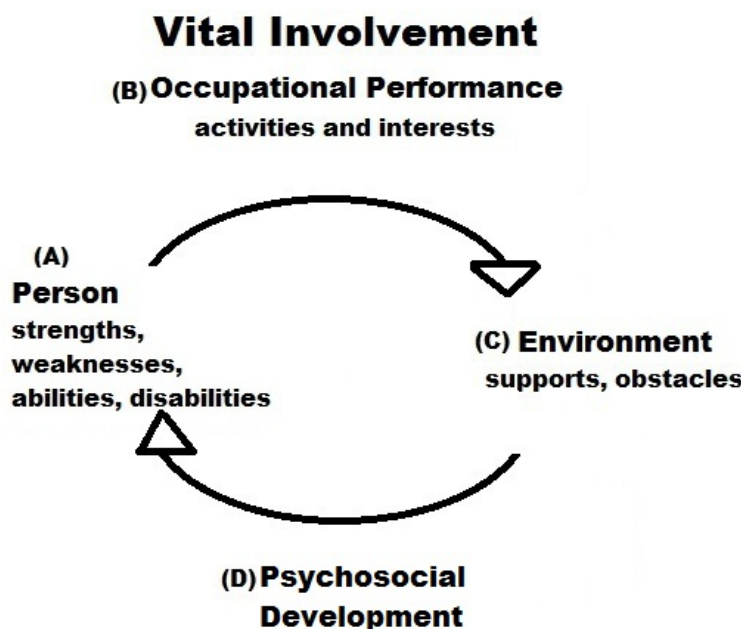 Vital Involvement
(B) Occupational Performance
activities and interests
(A)
Person
strengths,
weaknesses,
abilities, disabilities
(C) Environment
supports, obstacles
(D) Psychosocial
Development